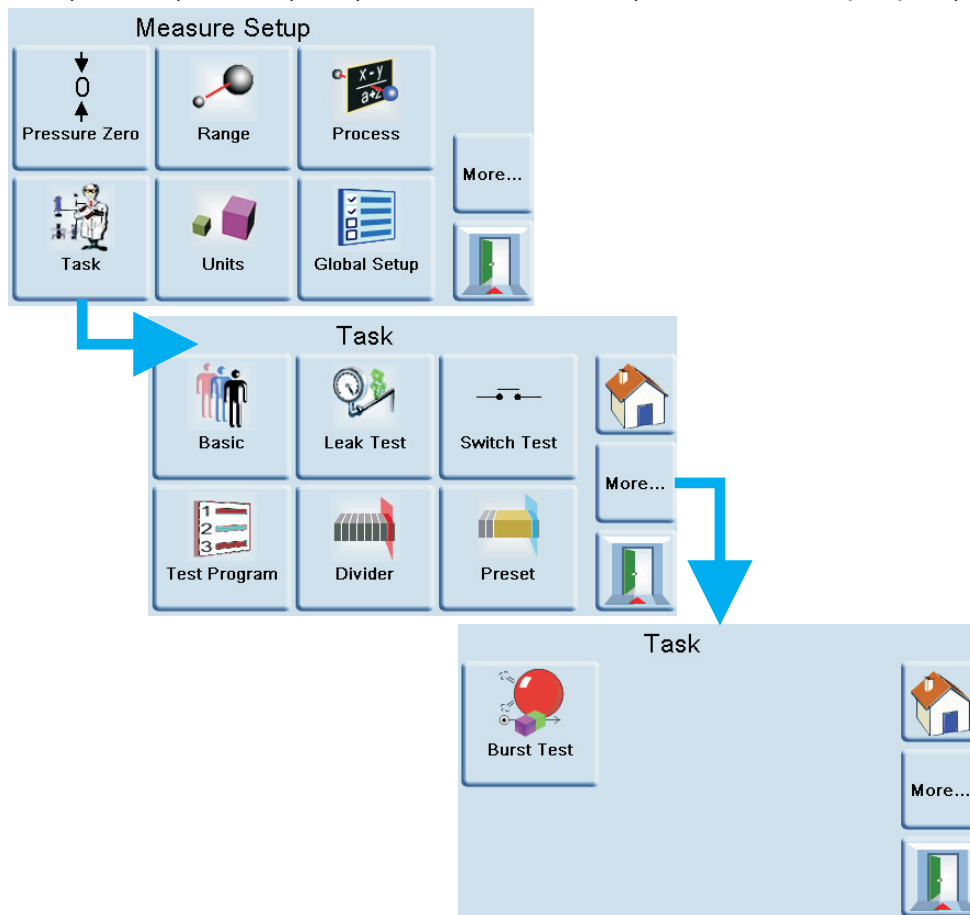 Measure Setup
0
x-y
a+z
Pressure Zero
Range
Process
More...
Task
Units
Global Setup
Task
Basic
Leak Test
Switch Test
More...
1
2
3
Test Program
Divider
Preset
Task
Burst Test
More...